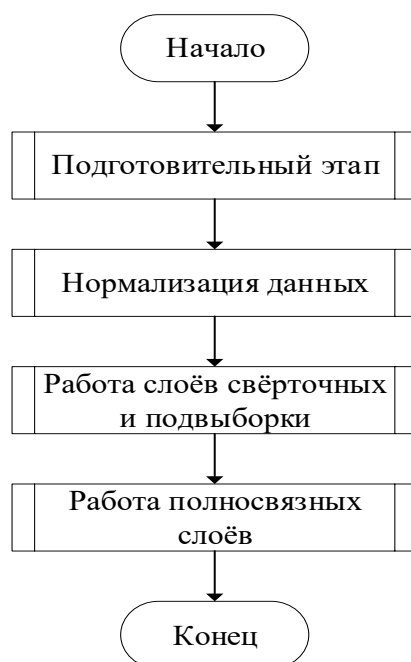 Начало
Подготовительный этап
Нормализация данных
Работа слоёв свёрточных
и подвыборки
Работа полносвязных
слоёв
Конец